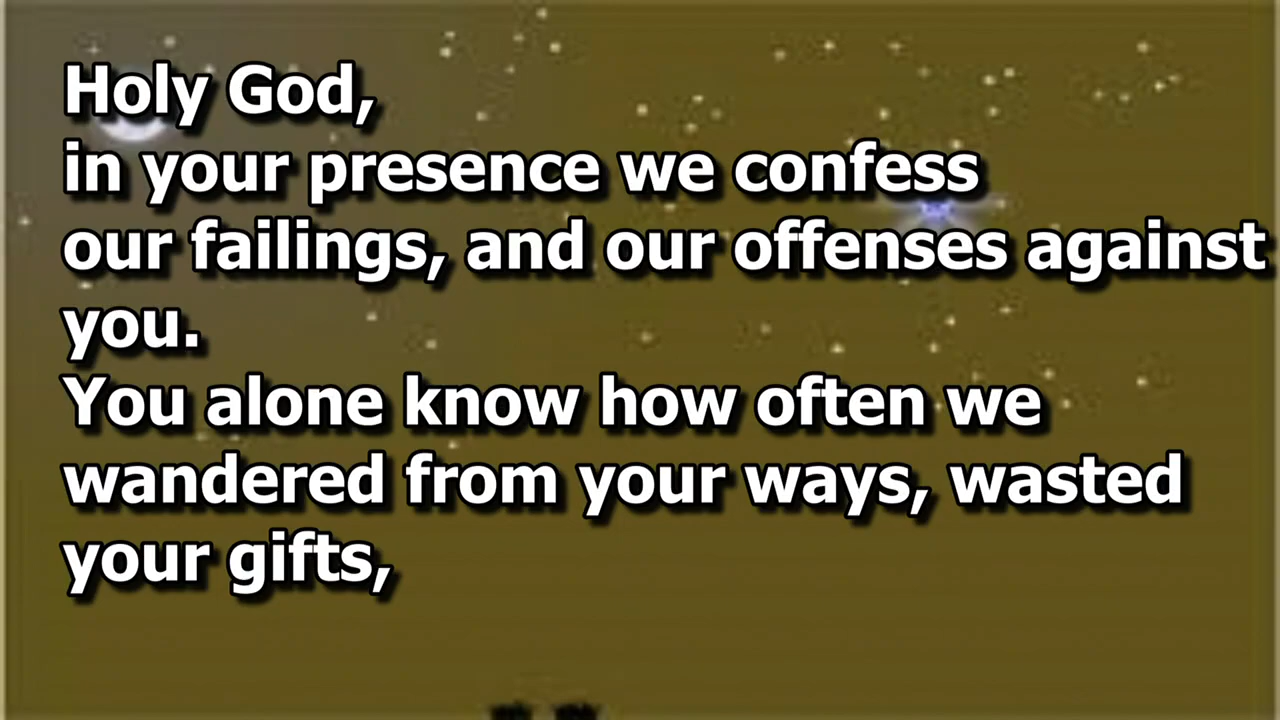 Holy God,
in your presence we confess
our failings, and our offenses against
you.
You alone know how often we
wandered from your ways, wasted
your gifts,